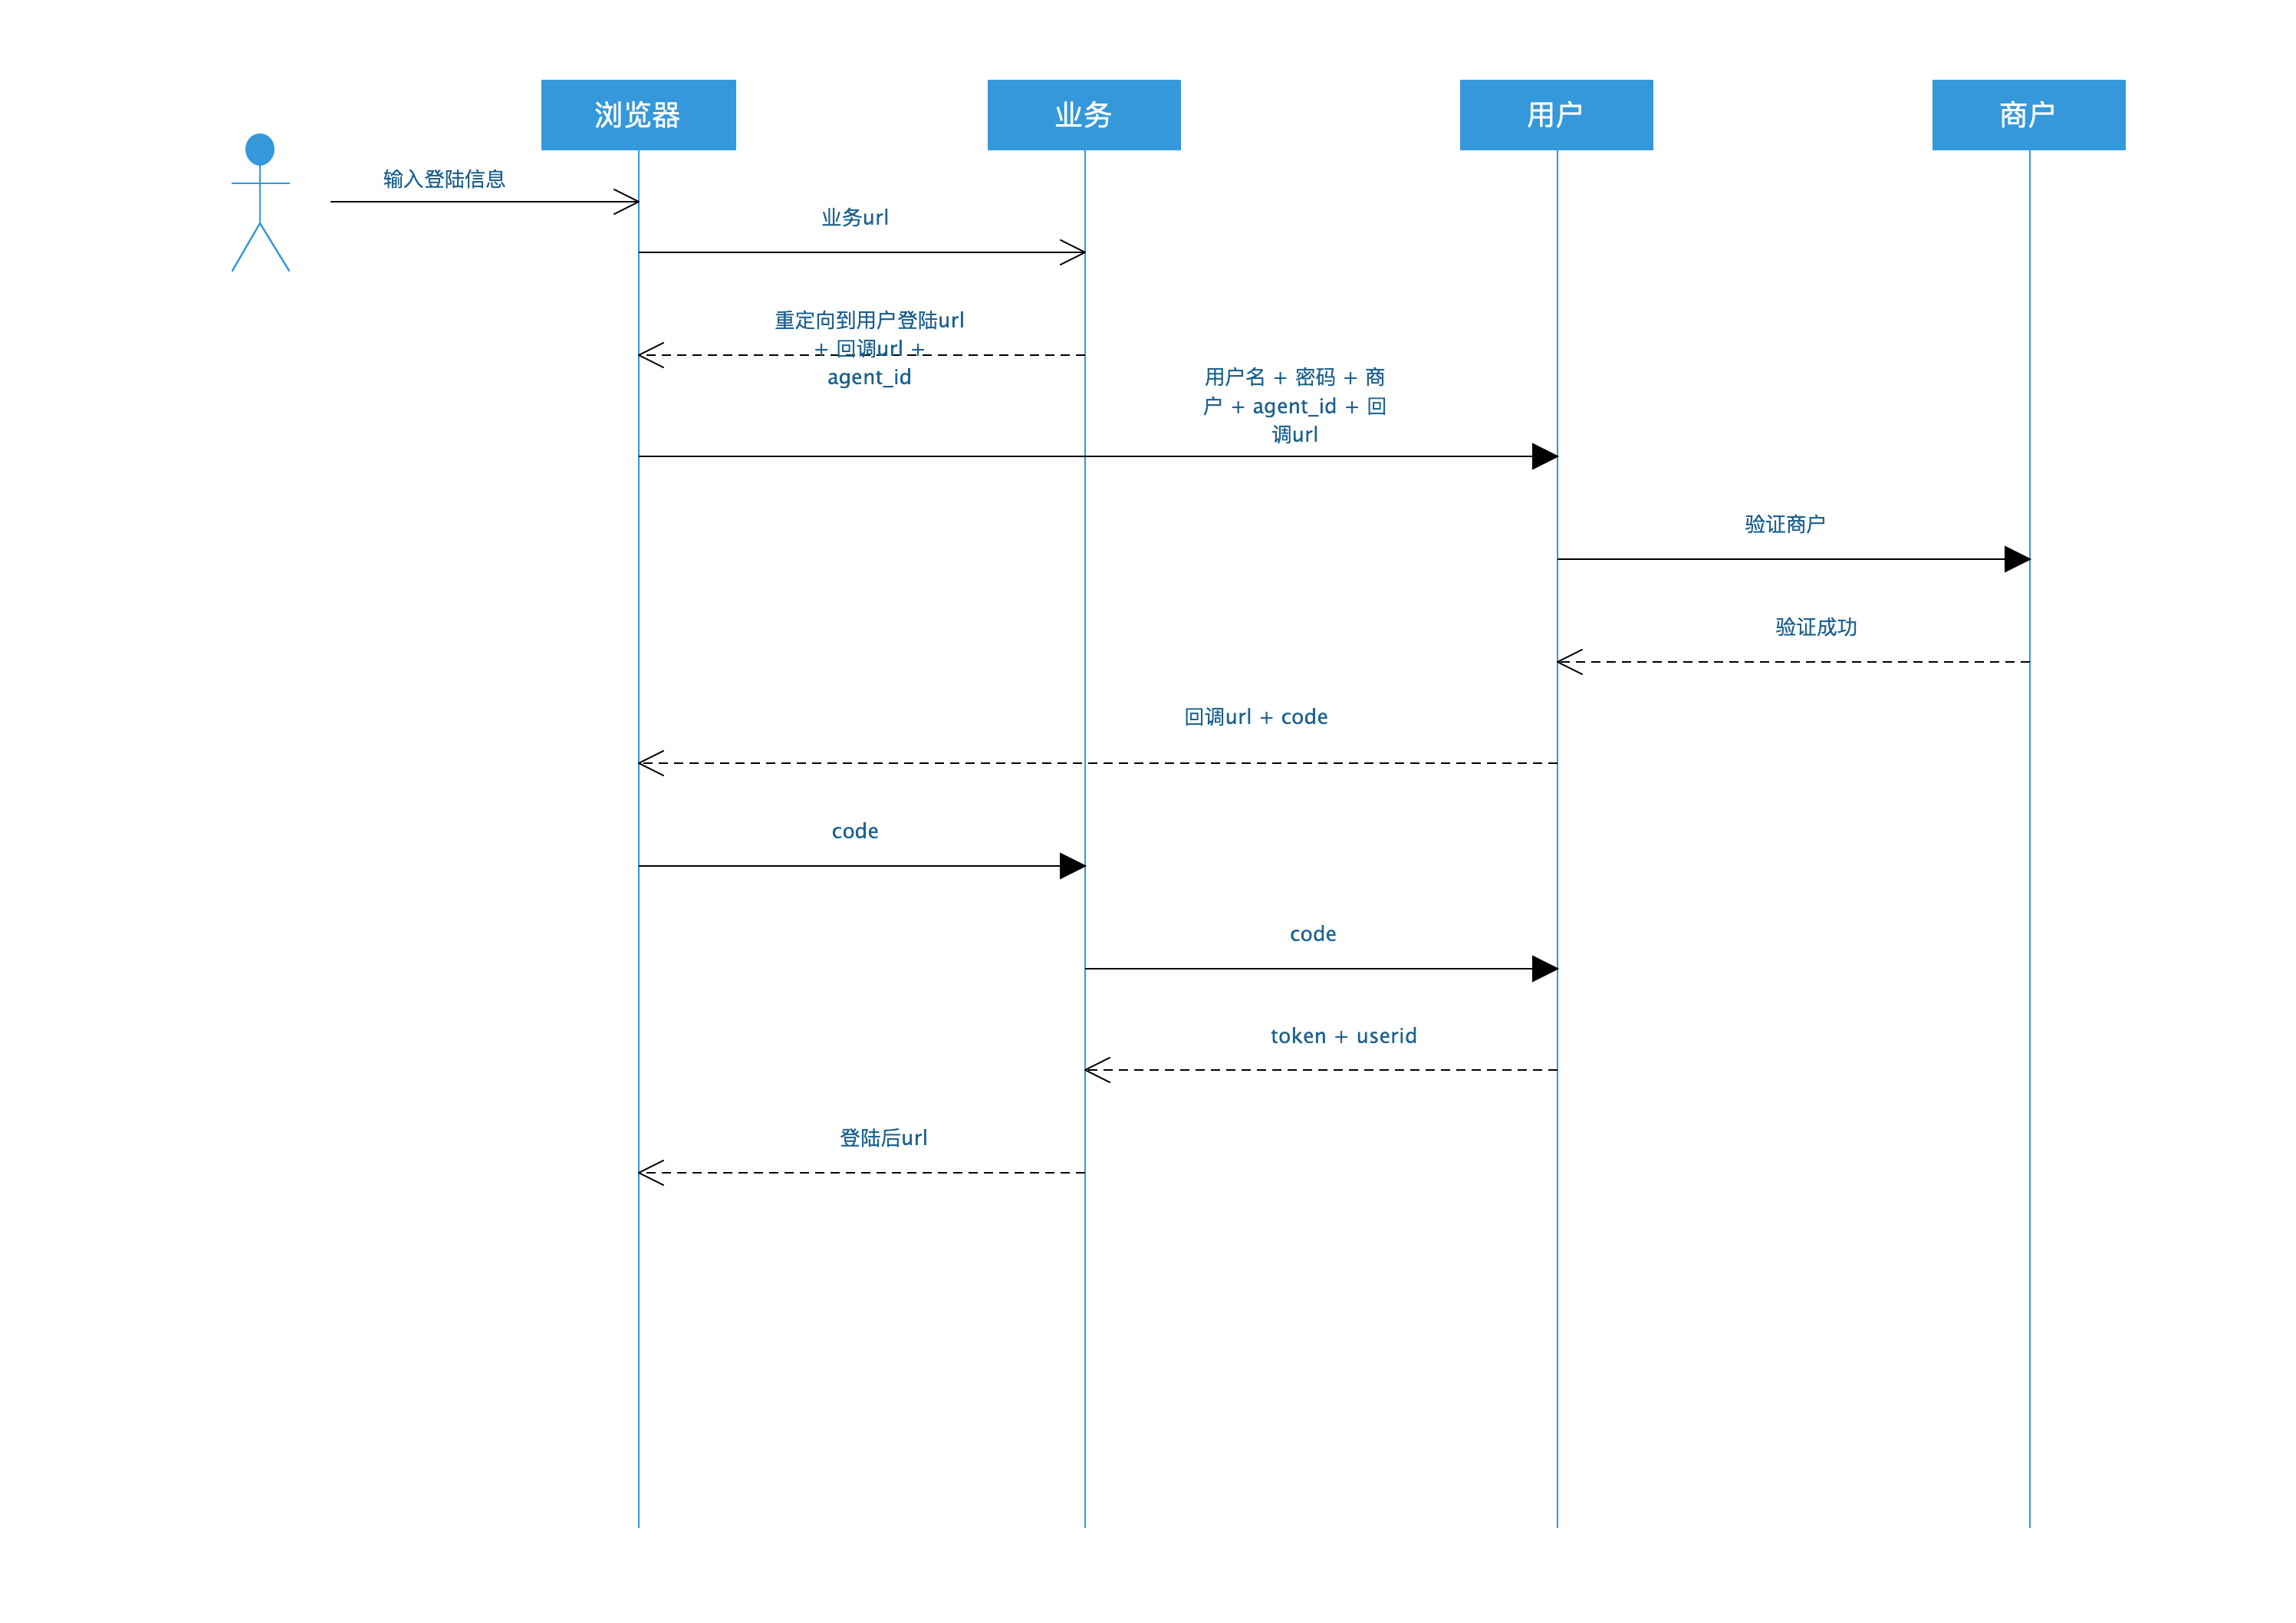 浏览器
业务
用户
商户
输入登陆信息
业务url
重定向到用户登陆url
+ 回调url +
agent_id
用户名 + 密码 + 商
户 + agent_id + 回
调url
验证商户
验证成功
回调url + code
code
code
token + userid
登陆后url